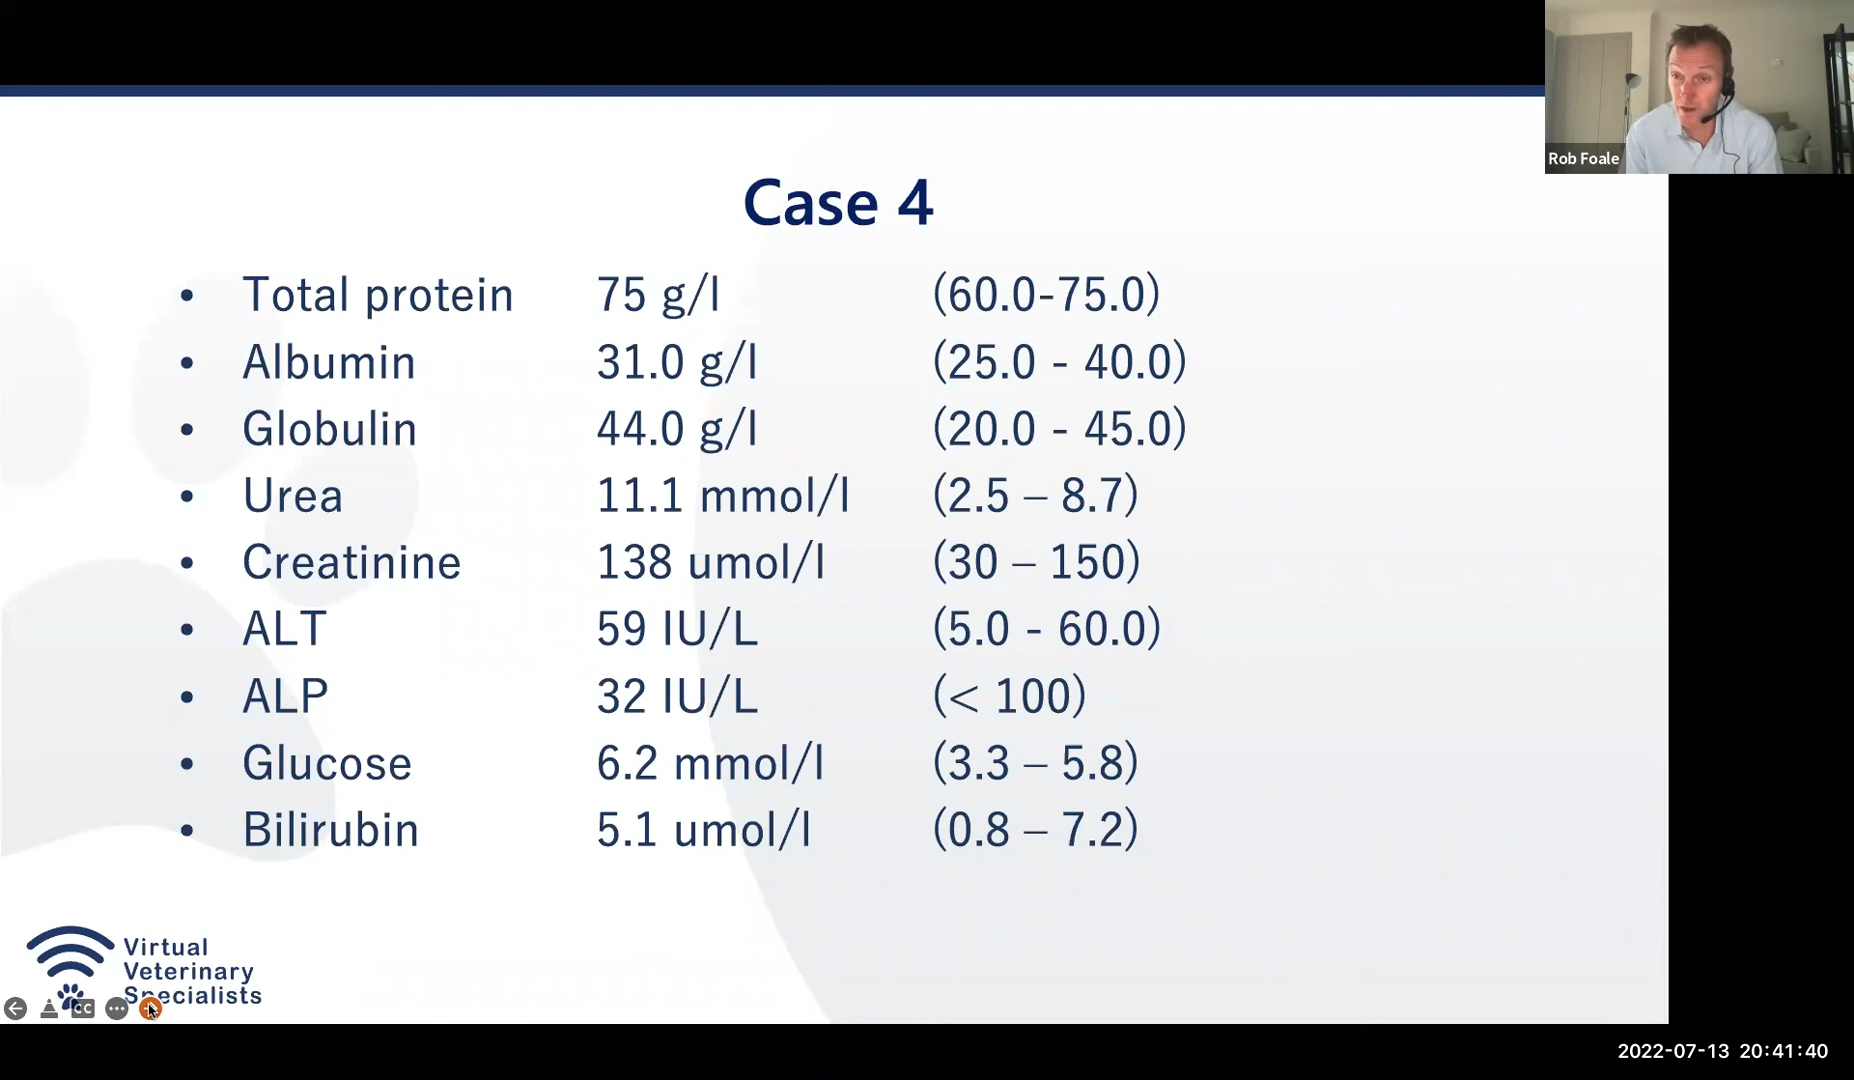 Rob Foale
Case 4
• Total protein 75 g/l (60.0-75.0)
• Albumin 31.0 g/l (25.0 - 40.0)
• Globulin 44.0 g/l (20.0 - 45.0)
• Urea 11.1 mmol/l (2.5 – 8.7)
• Creatinine 138 umol/l (30 – 150)
• ALT 59 IU/L (5.0 - 60.0)
• ALP 32 IU/L (< 100)
• Glucose 6.2 mmol/l (3.3 – 5.8)
• Bilirubin 5.1 umol/l (0.8 – 7.2)
Virtual
Veterinary
Specialists
CC
2022-07-13 20:41:40